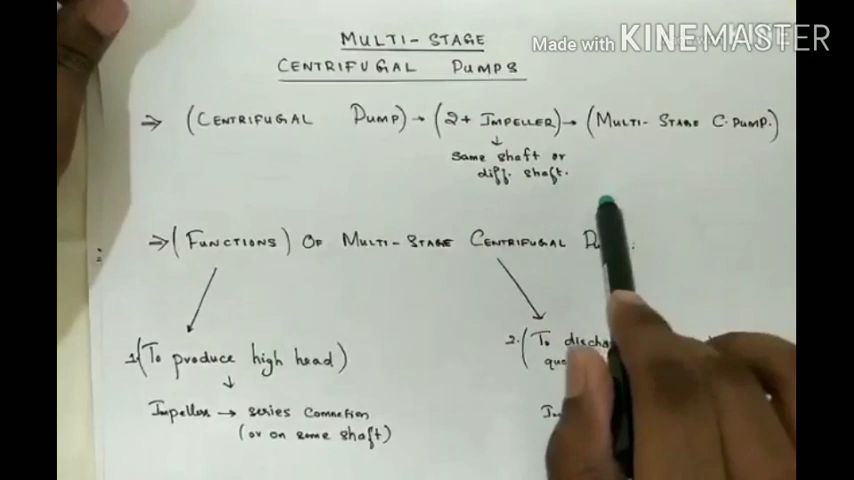 MULTI-STAGE
Made with KINEMASTER
CENTRIFUGAL PUMPS
⇒ (CENTRIFUGAL PUMP) → (2+ IMPELLER) → (MULTI-STAGE C.PUMP.)
↓
same shaft or
diff. shaft.
⇒ (FUNCTIONS) OF MULTI-STAGE CENTRIFUGAL
1.(To produce high head)
2.(To
↓
Impeller → series Connection
(or on same shaft)